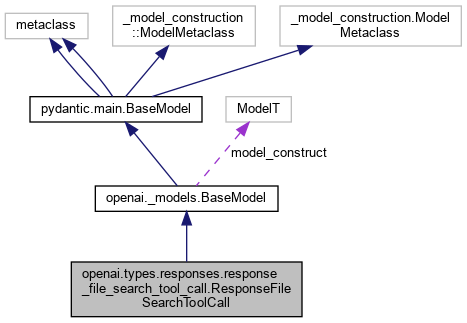 metaclass
_model_construction
::ModelMetaclass
_model_construction.Model
Metaclass
pydantic.main.BaseModel
ModelT
model_construct
openai._models.BaseModel
openai.types.responses.response
_file_search_tool_call.ResponseFile
SearchToolCall